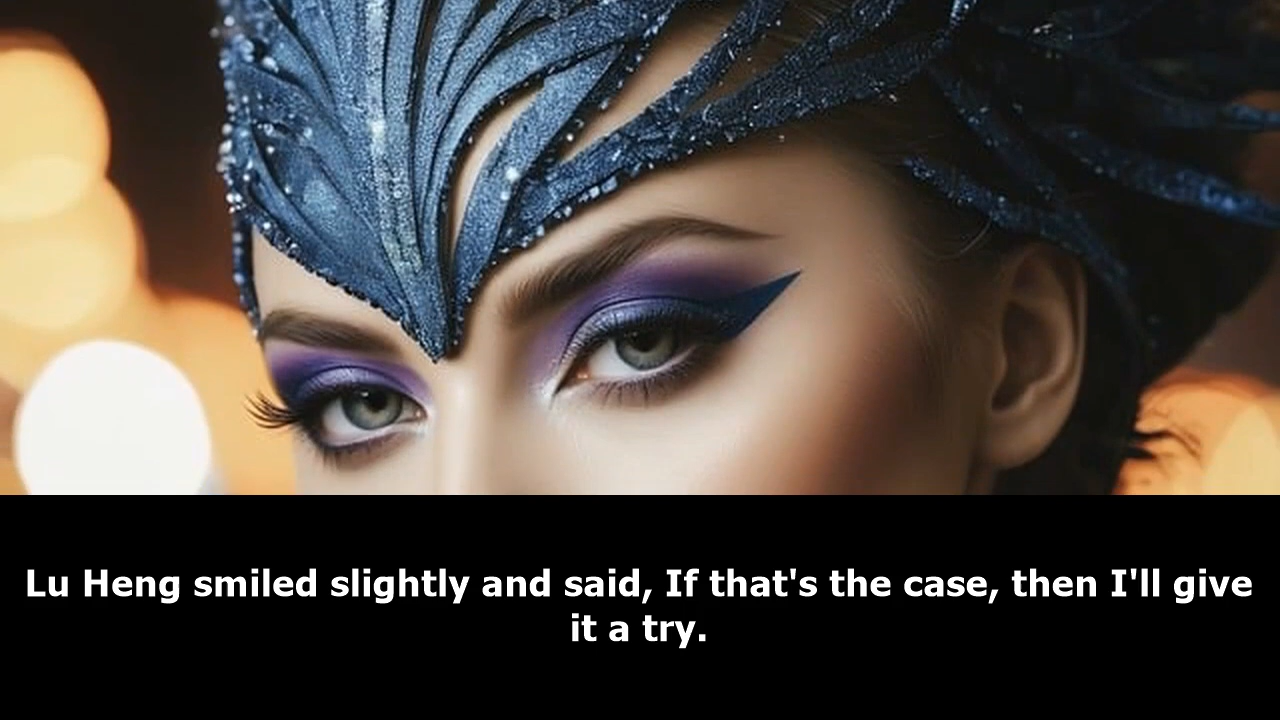 Lu Heng smiled slightly and said, If that's the case, then I'll give
it a try.